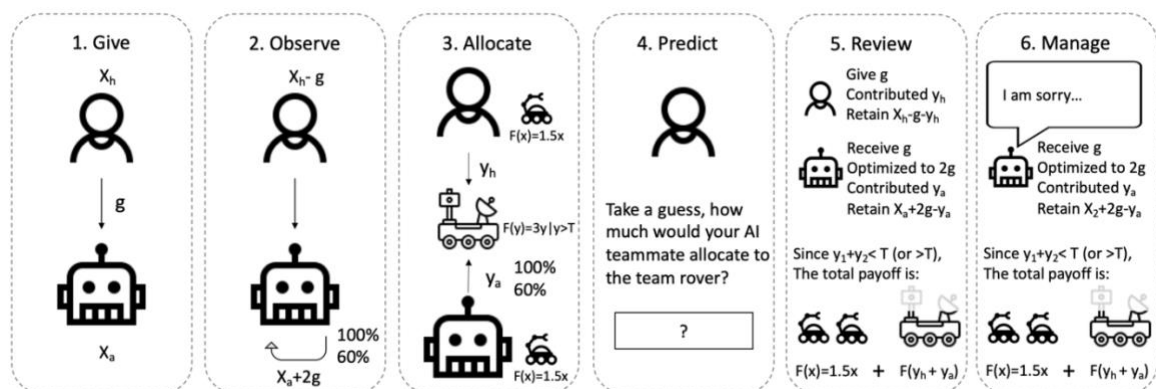 1. Give
Xh
g
Xa
2. Observe
Xh- g
100%
60%
Xa+2g
3. Allocate
F(x)=1.5x
yh
F(y)=3y|y>T
ya
100%
60%
F(x)=1.5x
4. Predict
Take a guess, how
much would your AI
teammate allocate to
the team rover?
?
5. Review
Give g
Contributed yh
Retain Xh-g-yh
Receive g
Optimized to 2g
Contributed ya
Retain Xa+2g-ya
Since y1+y2< T (or >T),
The total payoff is:
F(x)=1.5x + F(yh + ya)
6. Manage
I am sorry...
Receive g
Optimized to 2g
Contributed ya
Retain X2+2g-ya
Since y1+y2< T (or >T),
The total payoff is:
F(x)=1.5x + F(yh + ya)